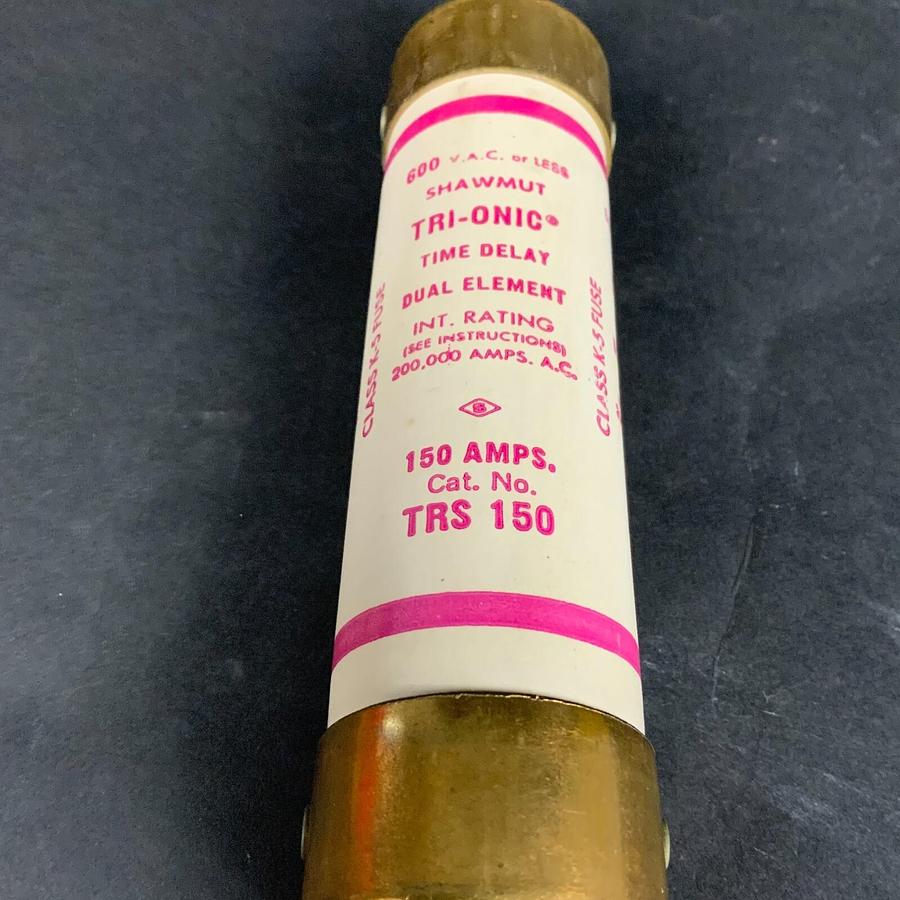 600 V.A.C. or LESS
SHAWMUT
TRI-ONIC®
TIME DELAY
DUAL ELEMENT
INT. RATING
(SEE INSTRUCTIONS)
200,000 AMPS. A.C.
S
150 AMPS.
Cat. No.
TRS 150
CLASS K-5 FUSE
CLASS K-5 FUSE